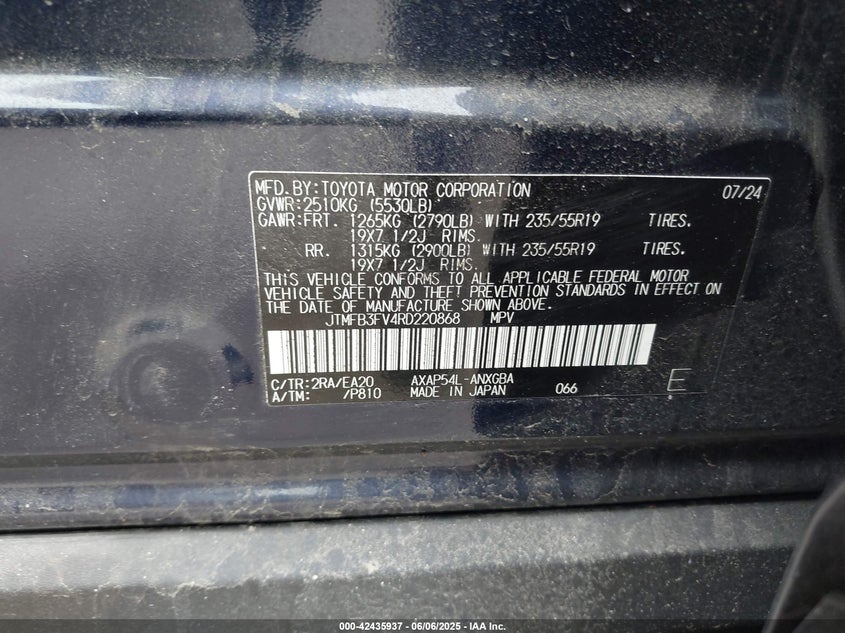 MFD.BY:TOYOTA MOTOR CORPORATION 07/24
GVWR:2510KG (5530LB)
GAWR:FRT. 1265KG (2790LB) WITH 235/55R19 TIRES.
19X7 1/2J RIMS.
RR. 1315KG (2900LB) WITH 235/55R19 TIRES.
19X7 1/2J RIMS.
THIS VEHICLE CONFORMS TO ALL APPLICABLE FEDERAL MOTOR
VEHICLE SAFETY AND THEFT PREVENTION STANDARDS IN EFFECT ON
THE DATE OF MANUFACTURE SHOWN ABOVE.
JTMFB3FV4RD220868 MPV
C/TR:2RA/EA20 AXAP54L-ANXGBA
A/TM: /P810 MADE IN JAPAN 066 E
000-42435937 - 06/06/2025 - IAA Inc.